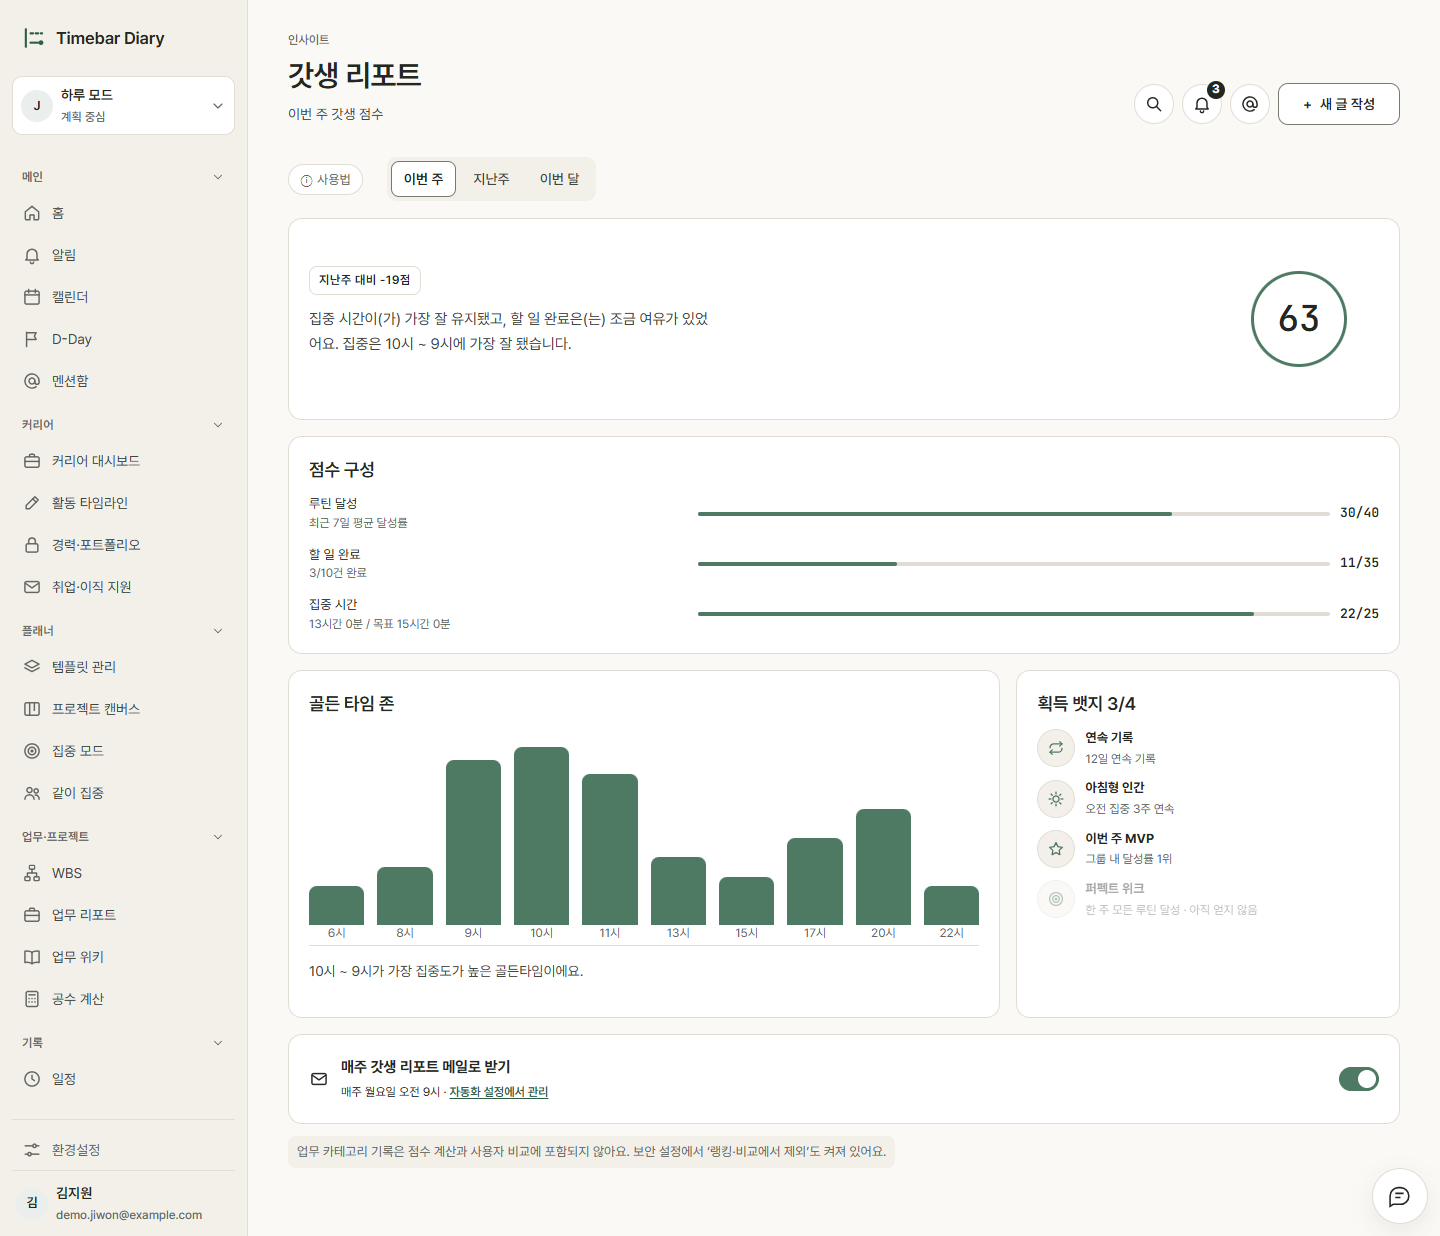 Timebar Diary
J
하루 모드
계획 중심
메인
홈
알림
캘린더
D-Day
멘션함
커리어
커리어 대시보드
활동 타임라인
경력·포트폴리오
취업·이직 지원
플래너
템플릿 관리
프로젝트 캔버스
집중 모드
같이 집중
업무·프로젝트
WBS
업무 리포트
업무 위키
공수 계산
기록
일정
환경설정
김
김지원
demo.jiwon@example.com
인사이트
갓생 리포트
이번 주 갓생 점수
3
+ 새 글 작성
사용법
이번 주
지난주
이번 달
지난주 대비 -19점
집중 시간이(가) 가장 잘 유지됐고, 할 일 완료은(는) 조금 여유가 있었
어요. 집중은 10시 ~ 9시에 가장 잘 됐습니다.
63
점수 구성
루틴 달성
최근 7일 평균 달성률
30/40
할 일 완료
3/10건 완료
11/35
집중 시간
13시간 0분 / 목표 15시간 0분
22/25
골든 타임 존
6시 8시 9시 10시 11시 13시 15시 17시 20시 22시
10시 ~ 9시가 가장 집중도가 높은 골든타임이에요.
획득 뱃지 3/4
연속 기록
12일 연속 기록
아침형 인간
오전 집중 3주 연속
이번 주 MVP
그룹 내 달성률 1위
퍼펙트 위크
한 주 모든 루틴 달성 · 아직 얻지 않음
매주 갓생 리포트 메일로 받기
매주 월요일 오전 9시 · 자동화 설정에서 관리
업무 카테고리 기록은 점수 계산과 사용자 비교에 포함되지 않아요. 보안 설정에서 '랭킹·비교에서 제외'도 켜져 있어요.